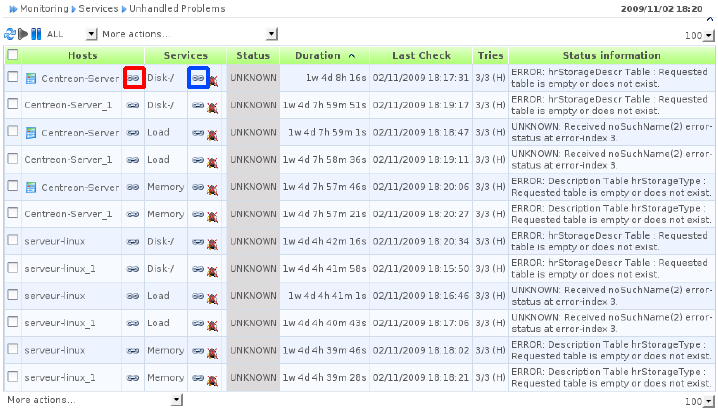 Monitoring Services Unhandled Problems 2009/11/02 18:20
ALL More actions... 100
Hosts Services Status Duration Last Check Tries Status information
Centreon-Server Disk-/ UNKNOWN 1w 4d 8h 16s 02/11/2009 18:17:31 3/3 (H) ERROR: hrStorageDescr Table : Requested
table is empty or does not exist.
Centreon-Server_1 Disk-/ UNKNOWN 1w 4d 7h 59m 51s 02/11/2009 18:19:17 3/3 (H) ERROR: hrStorageDescr Table : Requested
table is empty or does not exist.
Centreon-Server Load UNKNOWN 1w 4d 7h 59m 1s 02/11/2009 18:18:47 3/3 (H) UNKNOWN: Received noSuchName(2) error-
status at error-index 3.
Centreon-Server_1 Load UNKNOWN 1w 4d 7h 58m 36s 02/11/2009 18:19:11 3/3 (H) UNKNOWN: Received noSuchName(2) error-
status at error-index 3.
Centreon-Server Memory UNKNOWN 1w 4d 7h 57m 46s 02/11/2009 18:20:06 3/3 (H) ERROR: Description Table hrStorageType :
Requested table is empty or does not exist.
Centreon-Server_1 Memory UNKNOWN 1w 4d 7h 57m 21s 02/11/2009 18:20:27 3/3 (H) ERROR: Description Table hrStorageType :
Requested table is empty or does not exist.
serveur-linux Disk-/ UNKNOWN 1w 4d 4h 42m 16s 02/11/2009 18:20:34 3/3 (H) ERROR: hrStorageDescr Table : Requested
table is empty or does not exist.
serveur-linux_1 Disk-/ UNKNOWN 1w 4d 4h 41m 58s 02/11/2009 18:15:50 3/3 (H) ERROR: hrStorageDescr Table : Requested
table is empty or does not exist.
serveur-linux Load UNKNOWN 1w 4d 4h 41m 1s 02/11/2009 18:16:46 3/3 (H) UNKNOWN: Received noSuchName(2) error-
status at error-index 3.
serveur-linux_1 Load UNKNOWN 1w 4d 4h 40m 43s 02/11/2009 18:17:06 3/3 (H) UNKNOWN: Received noSuchName(2) error-
status at error-index 3.
serveur-linux Memory UNKNOWN 1w 4d 4h 39m 46s 02/11/2009 18:18:02 3/3 (H) ERROR: Description Table hrStorageType :
Requested table is empty or does not exist.
serveur-linux_1 Memory UNKNOWN 1w 4d 4h 39m 28s 02/11/2009 18:18:21 3/3 (H) ERROR: Description Table hrStorageType :
Requested table is empty or does not exist.
More actions... 100